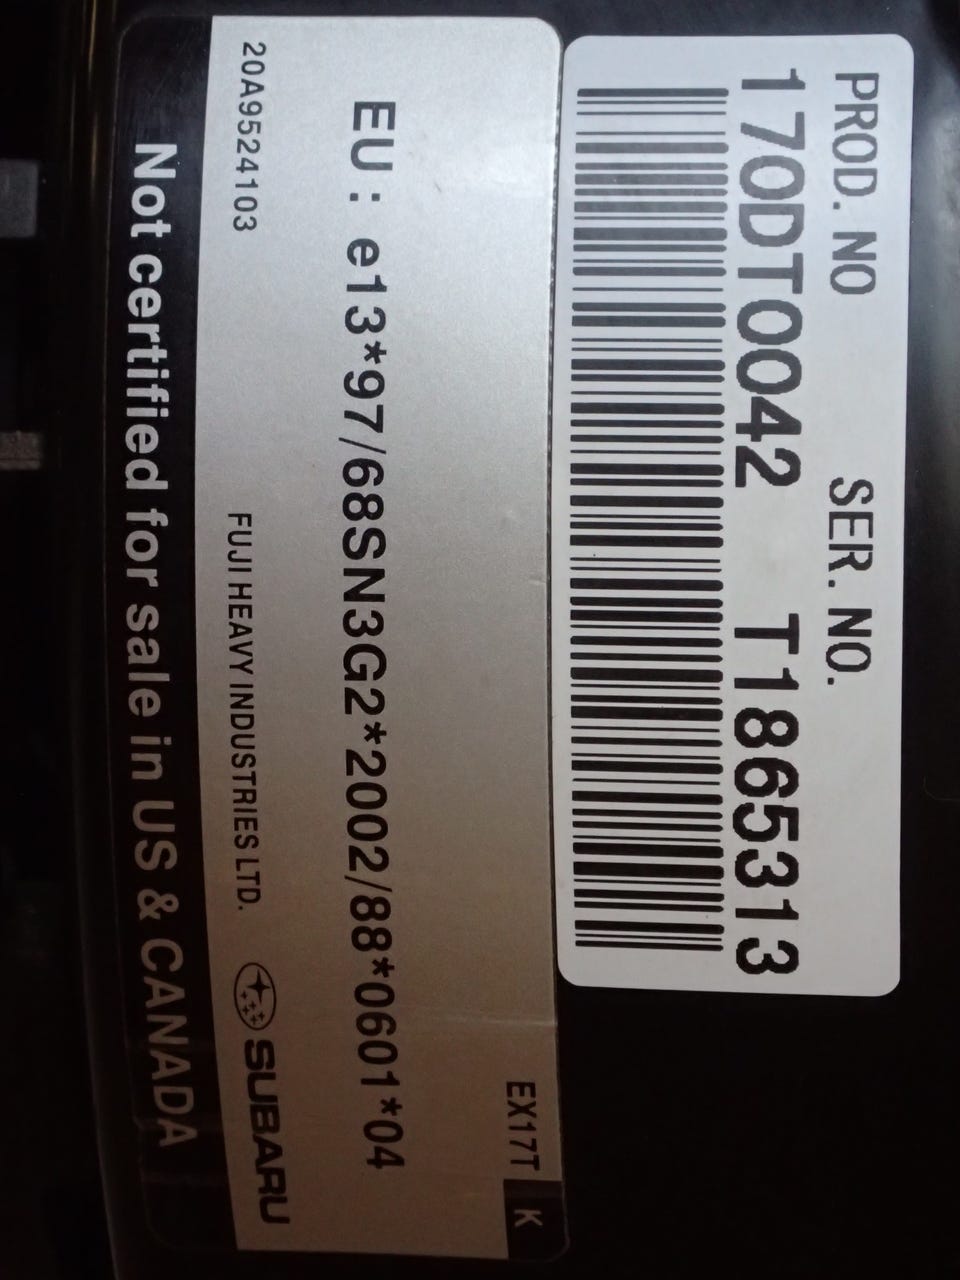 PROD. NO SER. NO.
170DT0042 T1865313
EX17T K
EU : e13*97/68SN3G2*2002/88*0601*04
20A9524103 FUJI HEAVY INDUSTRIES LTD. SUBARU
Not certified for sale in US & CANADA